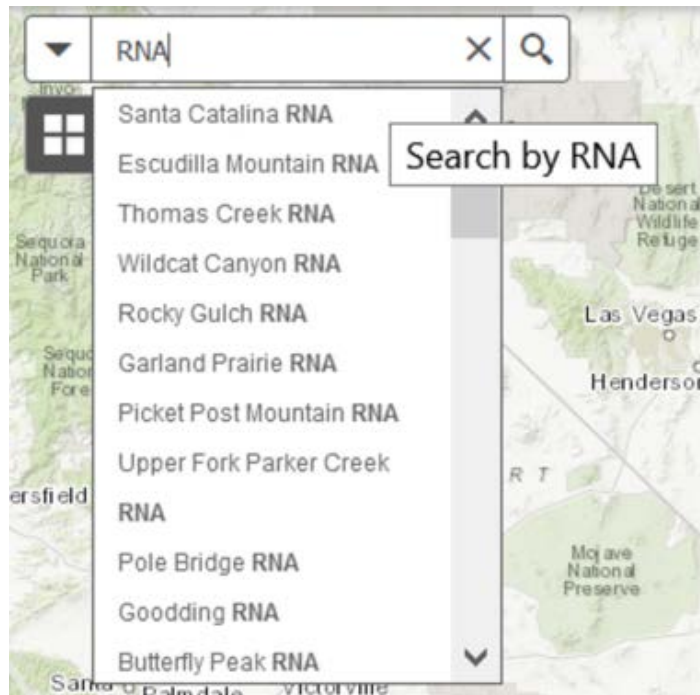 RNA
Invo-
Santa Catalina RNA
Escudilla Mountain RNA
Search by RNA
Thomas Creek RNA
Wildcat Canyon RNA
Rocky Gulch RNA
Garland Prairie RNA
Picket Post Mountain RNA
Upper Fork Parker Creek
RNA
Pole Bridge RNA
Goodding RNA
Butterfly Peak RNA
Desert
National
Wildlife
Refuge
Sequoia
National
Park
Las Vegas
Henderson
R T
ersfield
Mojave
National
Preserve
Palmdale
Victorville